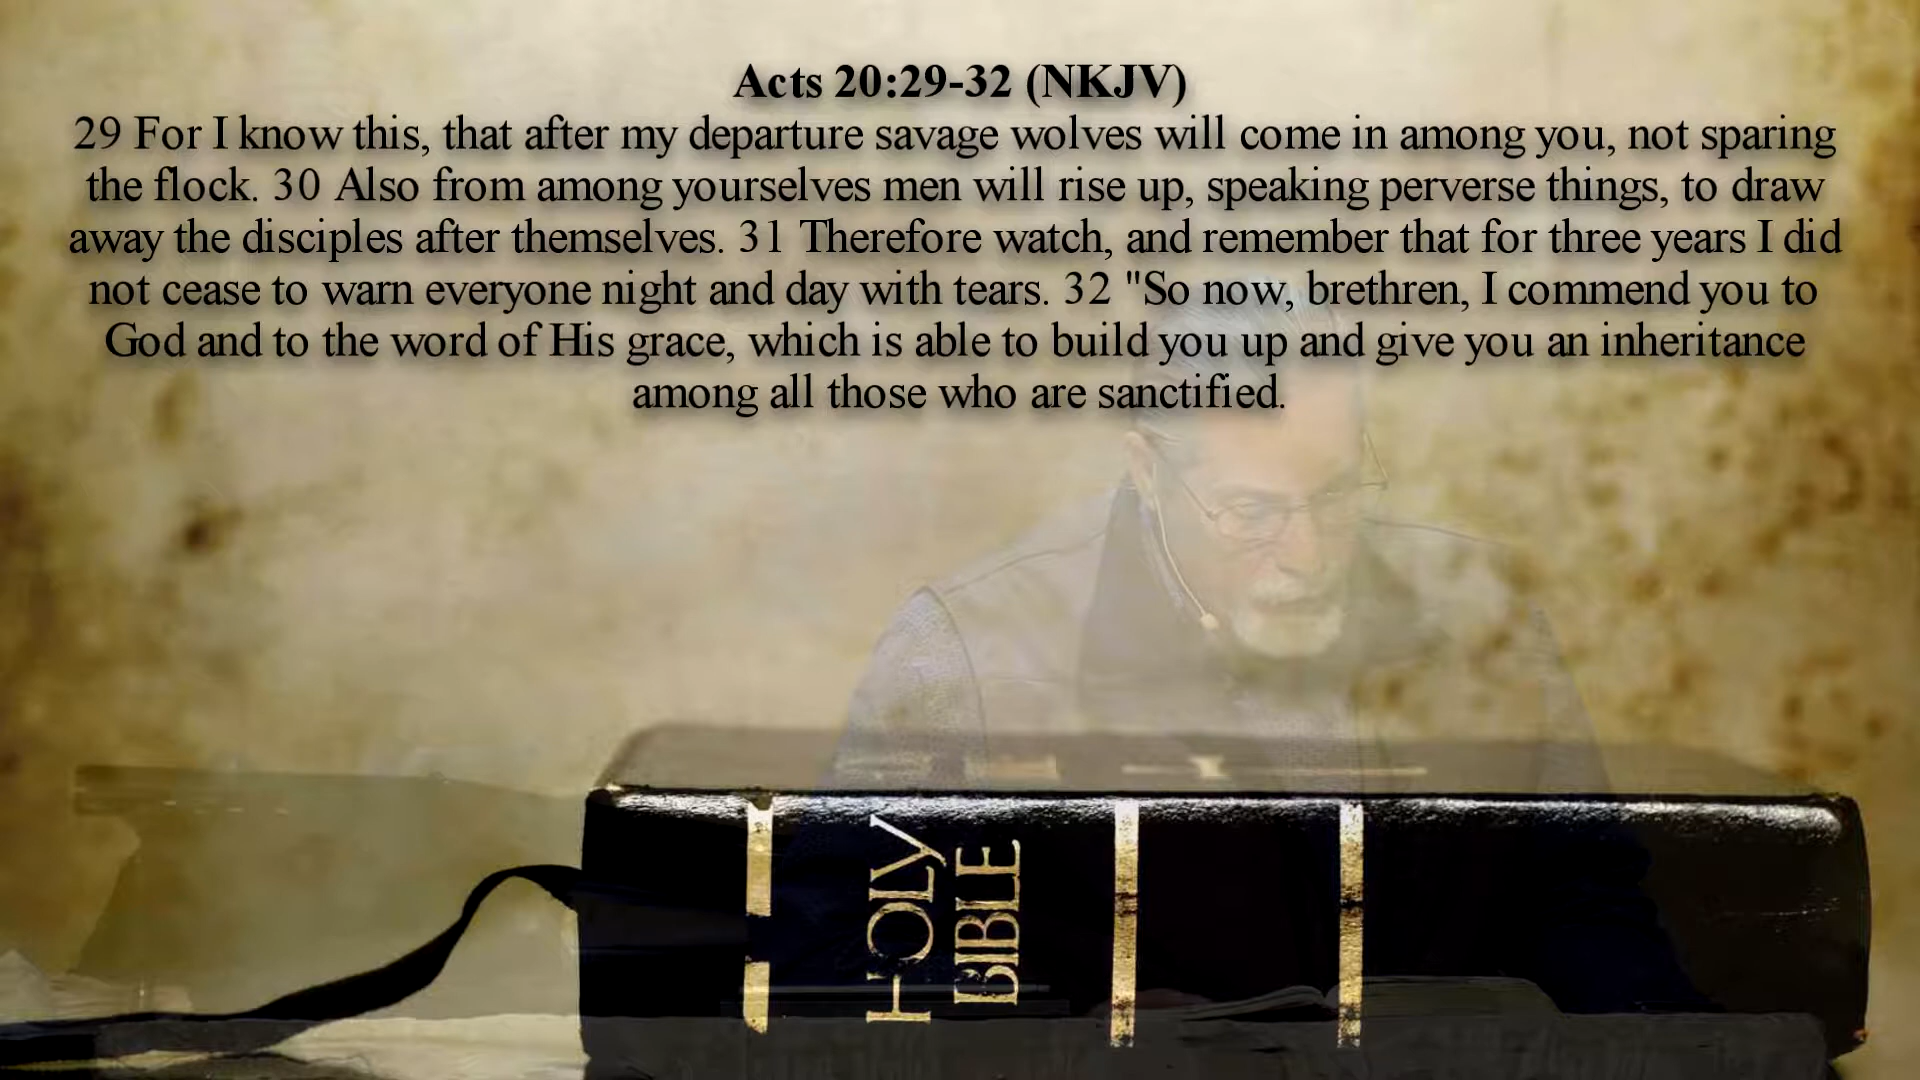 Acts 20:29-32 (NKJV)
29 For I know this, that after my departure savage wolves will come in among you, not sparing
the flock. 30 Also from among yourselves men will rise up, speaking perverse things, to draw
away the disciples after themselves. 31 Therefore watch, and remember that for three years I did
not cease to warn everyone night and day with tears. 32 "So now, brethren, I commend you to
God and to the word of His grace, which is able to build you up and give you an inheritance
among all those who are sanctified.
HOLY
BIBLE